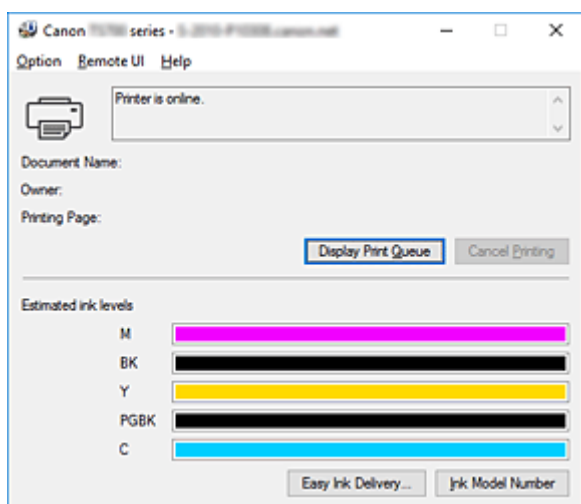 Canon series -
Option Remote UI Help
Printer is online.
Document Name:
Owner:
Printing Page:
Display Print Queue Cancel Printing
Estimated ink levels
M
BK
Y
PGBK
C
Easy Ink Delivery... Ink Model Number